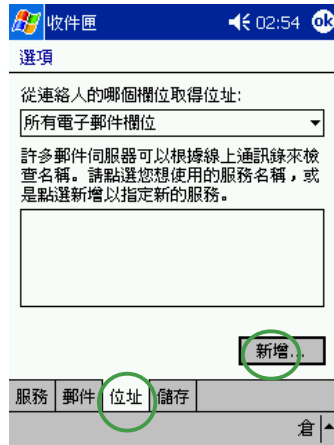 收件匣 02:54 ok
選項
從連絡人的哪個欄位取得位址:
所有電子郵件欄位
許多郵件伺服器可以根據線上通訊錄來檢
查名稱。請點選您想使用的服務名稱，或
是點選新增以指定新的服務。
新增...
服務 郵件 位址 儲存
倉